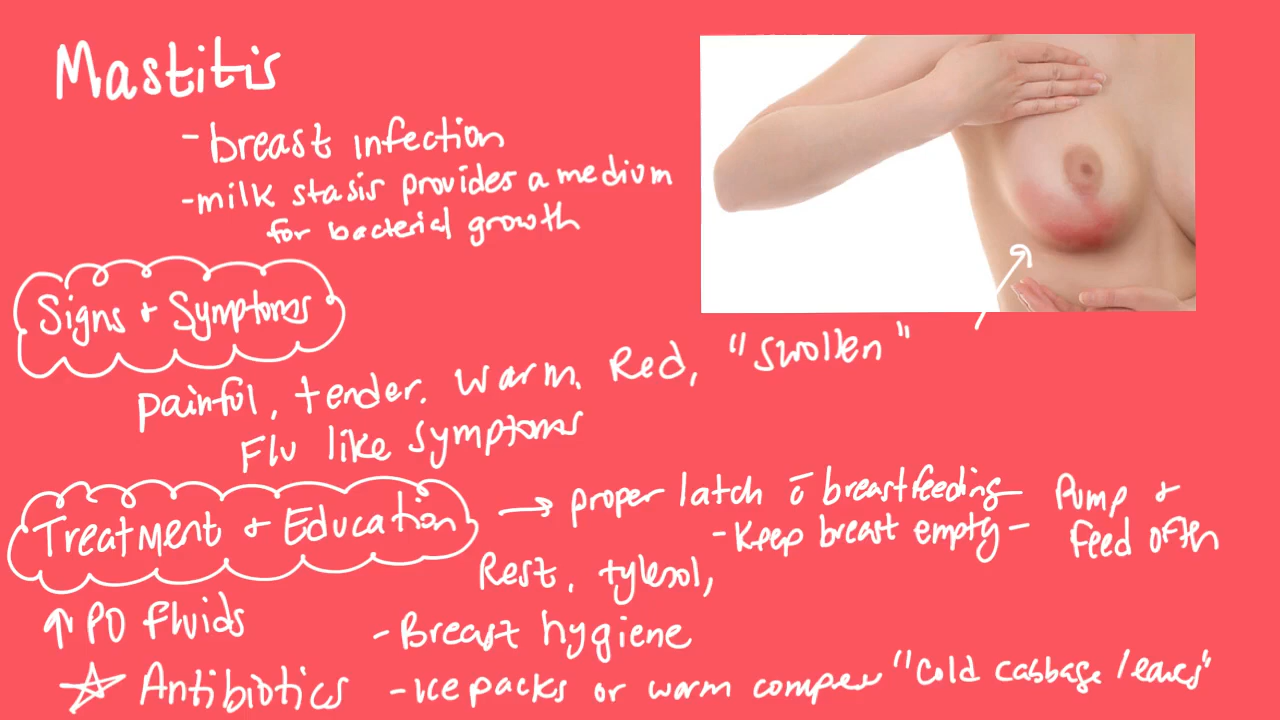 Mastitis
- breast infection
- milk stasis provides a medium
for bacterial growth
Signs + Symptoms
painful, tender. warm. Red, "swollen"
Flu like symptoms
Treatment + Education → proper latch c̄ breastfeeding - Pump +
- Keep breast empty - feed often
Rest, tylenol,
↑ PO fluids
- Breast hygiene
☆ Antibiotics - Ice packs or warm compress "cold cabbage leaves"